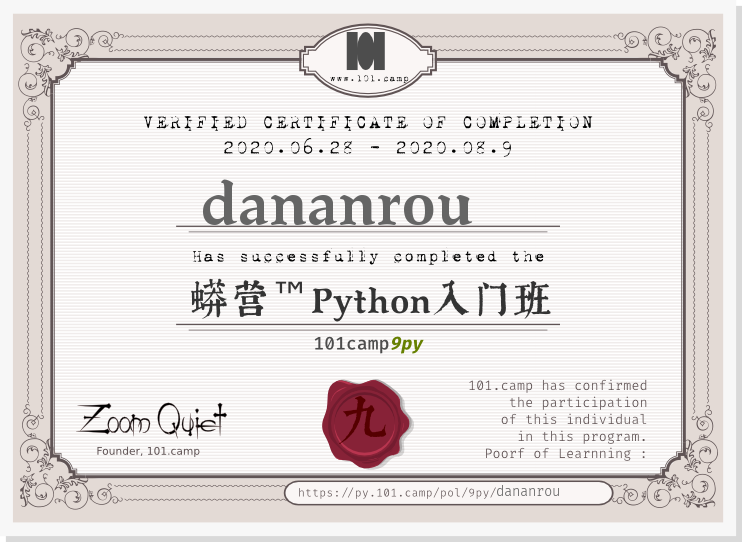 101
www.101.camp
VERIFIED CERTIFICATE OF COMPLETION
2020.06.28 - 2020.08.9
dananrou
Has successfully completed the
蟒营™Python入门班
101camp9py
Zoom Quiet
Founder, 101.camp
九
101.camp has confirmed
the participation
of this individual
in this program.
Poorf of Learnning :
https://py.101.camp/pol/9py/dananrou